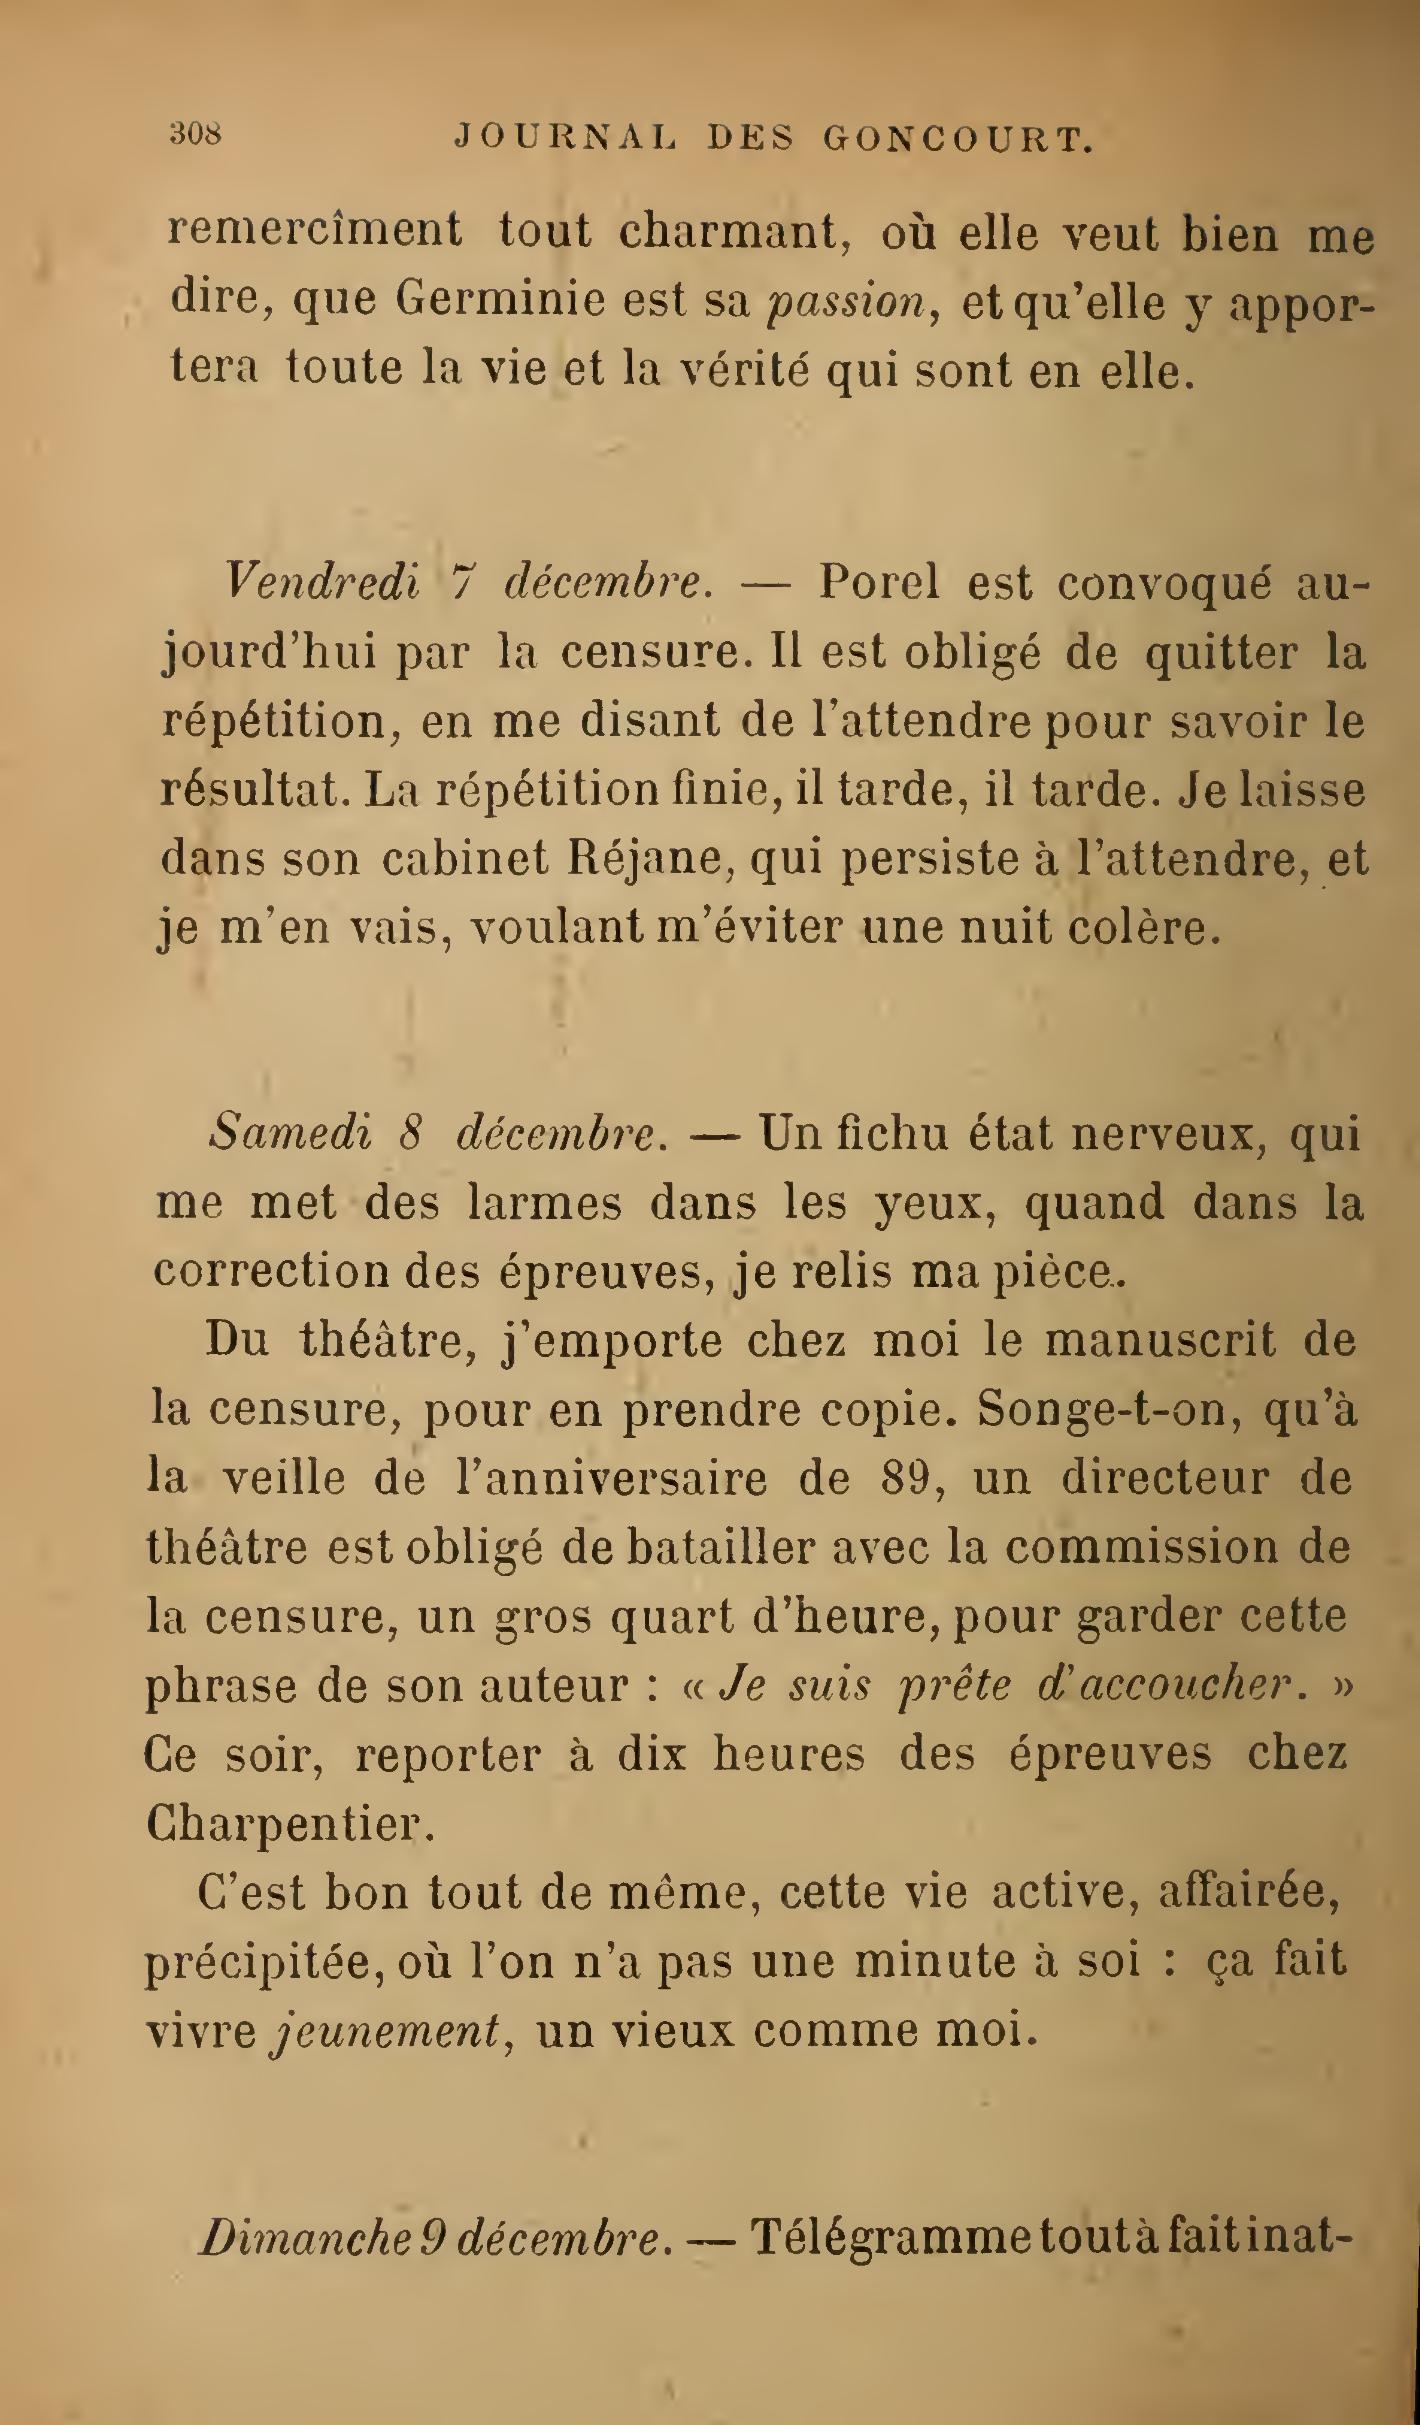 308 JOURNAL DES GONCOURT.
remercîment tout charmant, où elle veut bien me
dire, que Germinie est sa passion, et qu'elle y appor-
tera toute la vie et la vérité qui sont en elle.
Vendredi 7 décembre. — Porel est convoqué au-
jourd'hui par la censure. Il est obligé de quitter la
répétition, en me disant de l'attendre pour savoir le
résultat. La répétition finie, il tarde, il tarde. Je laisse
dans son cabinet Réjane, qui persiste à l'attendre, et
je m'en vais, voulant m'éviter une nuit colère.
Samedi 8 décembre. — Un fichu état nerveux, qui
me met des larmes dans les yeux, quand dans la
correction des épreuves, je relis ma pièce.
Du théâtre, j'emporte chez moi le manuscrit de
la censure, pour en prendre copie. Songe-t-on, qu'à
la veille de l'anniversaire de 89, un directeur de
théâtre est obligé de batailler avec la commission de
la censure, un gros quart d'heure, pour garder cette
phrase de son auteur : « Je suis prête d'accoucher. »
Ce soir, reporter à dix heures des épreuves chez
Charpentier.
C'est bon tout de même, cette vie active, affairée,
précipitée, où l'on n'a pas une minute à soi : ça fait
vivre jeunement, un vieux comme moi.
Dimanche 9 décembre. — Télégramme tout à fait inat-